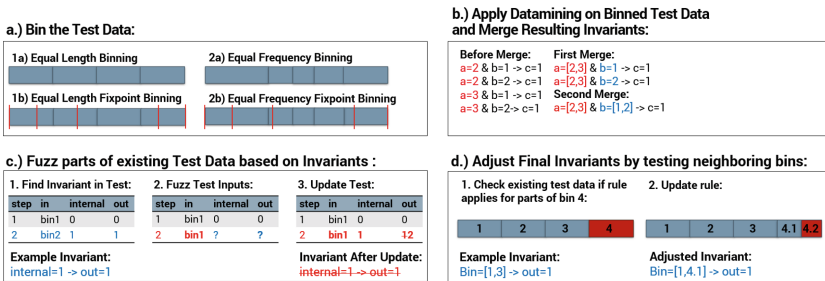 a.) Bin the Test Data:
1a) Equal Length Binning
2a) Equal Frequency Binning
1b) Equal Length Fixpoint Binning
2b) Equal Frequency Fixpoint Binning
b.) Apply Datamining on Binned Test Data
and Merge Resulting Invariants:
Before Merge: First Merge:
a=2 & b=1 -> c=1 a=[2,3] & b=1 -> c=1
a=2 & b=2 -> c=1 a=[2,3] & b=2 -> c=1
a=3 & b=1 -> c=1 Second Merge:
a=3 & b=2-> c=1 a=[2,3] & b=[1,2] -> c=1
c.) Fuzz parts of existing Test Data based on Invariants :
1. Find Invariant in Test:
step in internal out
1 bin1 0 0
2 bin2 1 1
Example Invariant:
internal=1 -> out=1
2. Fuzz Test Inputs:
step in internal out
1 bin1 0 0
2 bin1 ? ?
3. Update Test:
step in internal out
1 bin1 0 0
2 bin1 1 12
Invariant After Update:
internal=1 -> out=1
d.) Adjust Final Invariants by testing neighboring bins:
1. Check existing test data if rule
applies for parts of bin 4:
1 2 3 4
Example Invariant:
Bin=[1,3] -> out=1
2. Update rule:
1 2 3 4.1 4.2
Adjusted Invariant:
Bin=[1,4.1] -> out=1